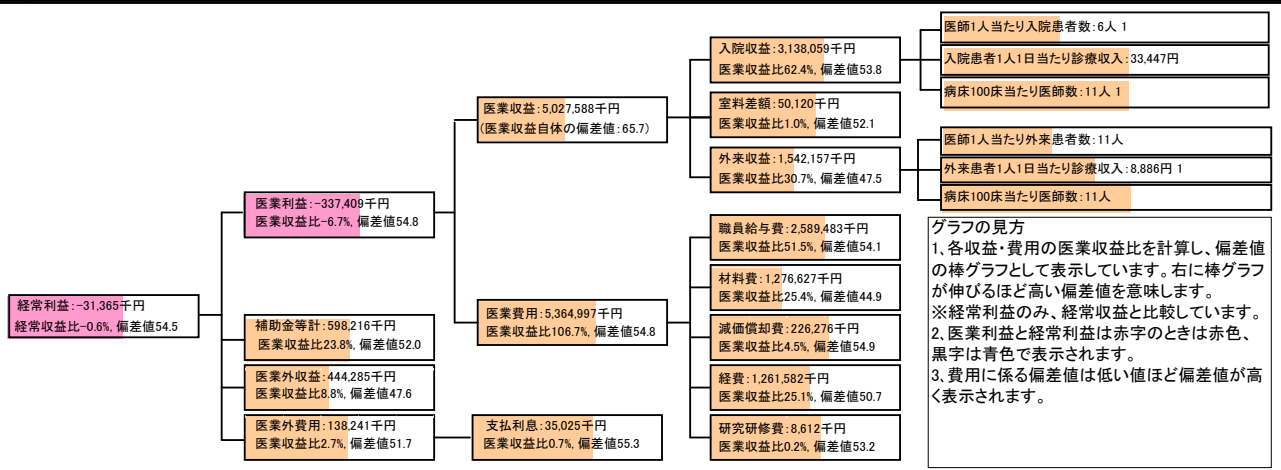 経常利益:-31,365千円
経常収益比-0.6%, 偏差値54.5
医業利益:-337,409千円
医業収益比-6.7%, 偏差値54.8
補助金等計:598,216千円
医業収益比23.8%, 偏差値52.0
医業外収益:444,285千円
医業収益比8.8%, 偏差値47.6
医業外費用:138,241千円
医業収益比2.7%, 偏差値51.7
支払利息:35,025千円
医業収益比0.7%, 偏差値55.3
医業収益:5,027,588千円
(医業収益自体の偏差値:65.7)
医業費用:5,364,997千円
医業収益比106.7%, 偏差値54.8
入院収益:3,138,059千円
医業収益比62.4%, 偏差値53.8
室料差額:50,120千円
医業収益比1.0%, 偏差値52.1
外来収益:1,542,157千円
医業収益比30.7%, 偏差値47.5
職員給与費:2,589,483千円
医業収益比51.5%, 偏差値54.1
材料費:1,276,627千円
医業収益比25.4%, 偏差値44.9
減価償却費:226,276千円
医業収益比4.5%, 偏差値54.9
経費:1,261,582千円
医業収益比25.1%, 偏差値50.7
研究研修費:8,612千円
医業収益比0.2%, 偏差値53.2
医師1人当たり入院患者数:6人 1
入院患者1人1日当たり診療収入:33,447円
病床100床当たり医師数:11人 1
医師1人当たり外来患者数:11人
外来患者1人1日当たり診療収入:8,886円 1
病床100床当たり医師数:11人
グラフの見方
1、各収益・費用の医業収益比を計算し、偏差値
の棒グラフとして表示しています。右に棒グラフ
が伸びるほど高い偏差値を意味します。
※経常利益のみ、経常収益と比較しています。
2、医業利益と経常利益は赤字のときは赤色、
黒字は青色で表示されます。
3、費用に係る偏差値は低い値ほど偏差値が高
く表示されます。